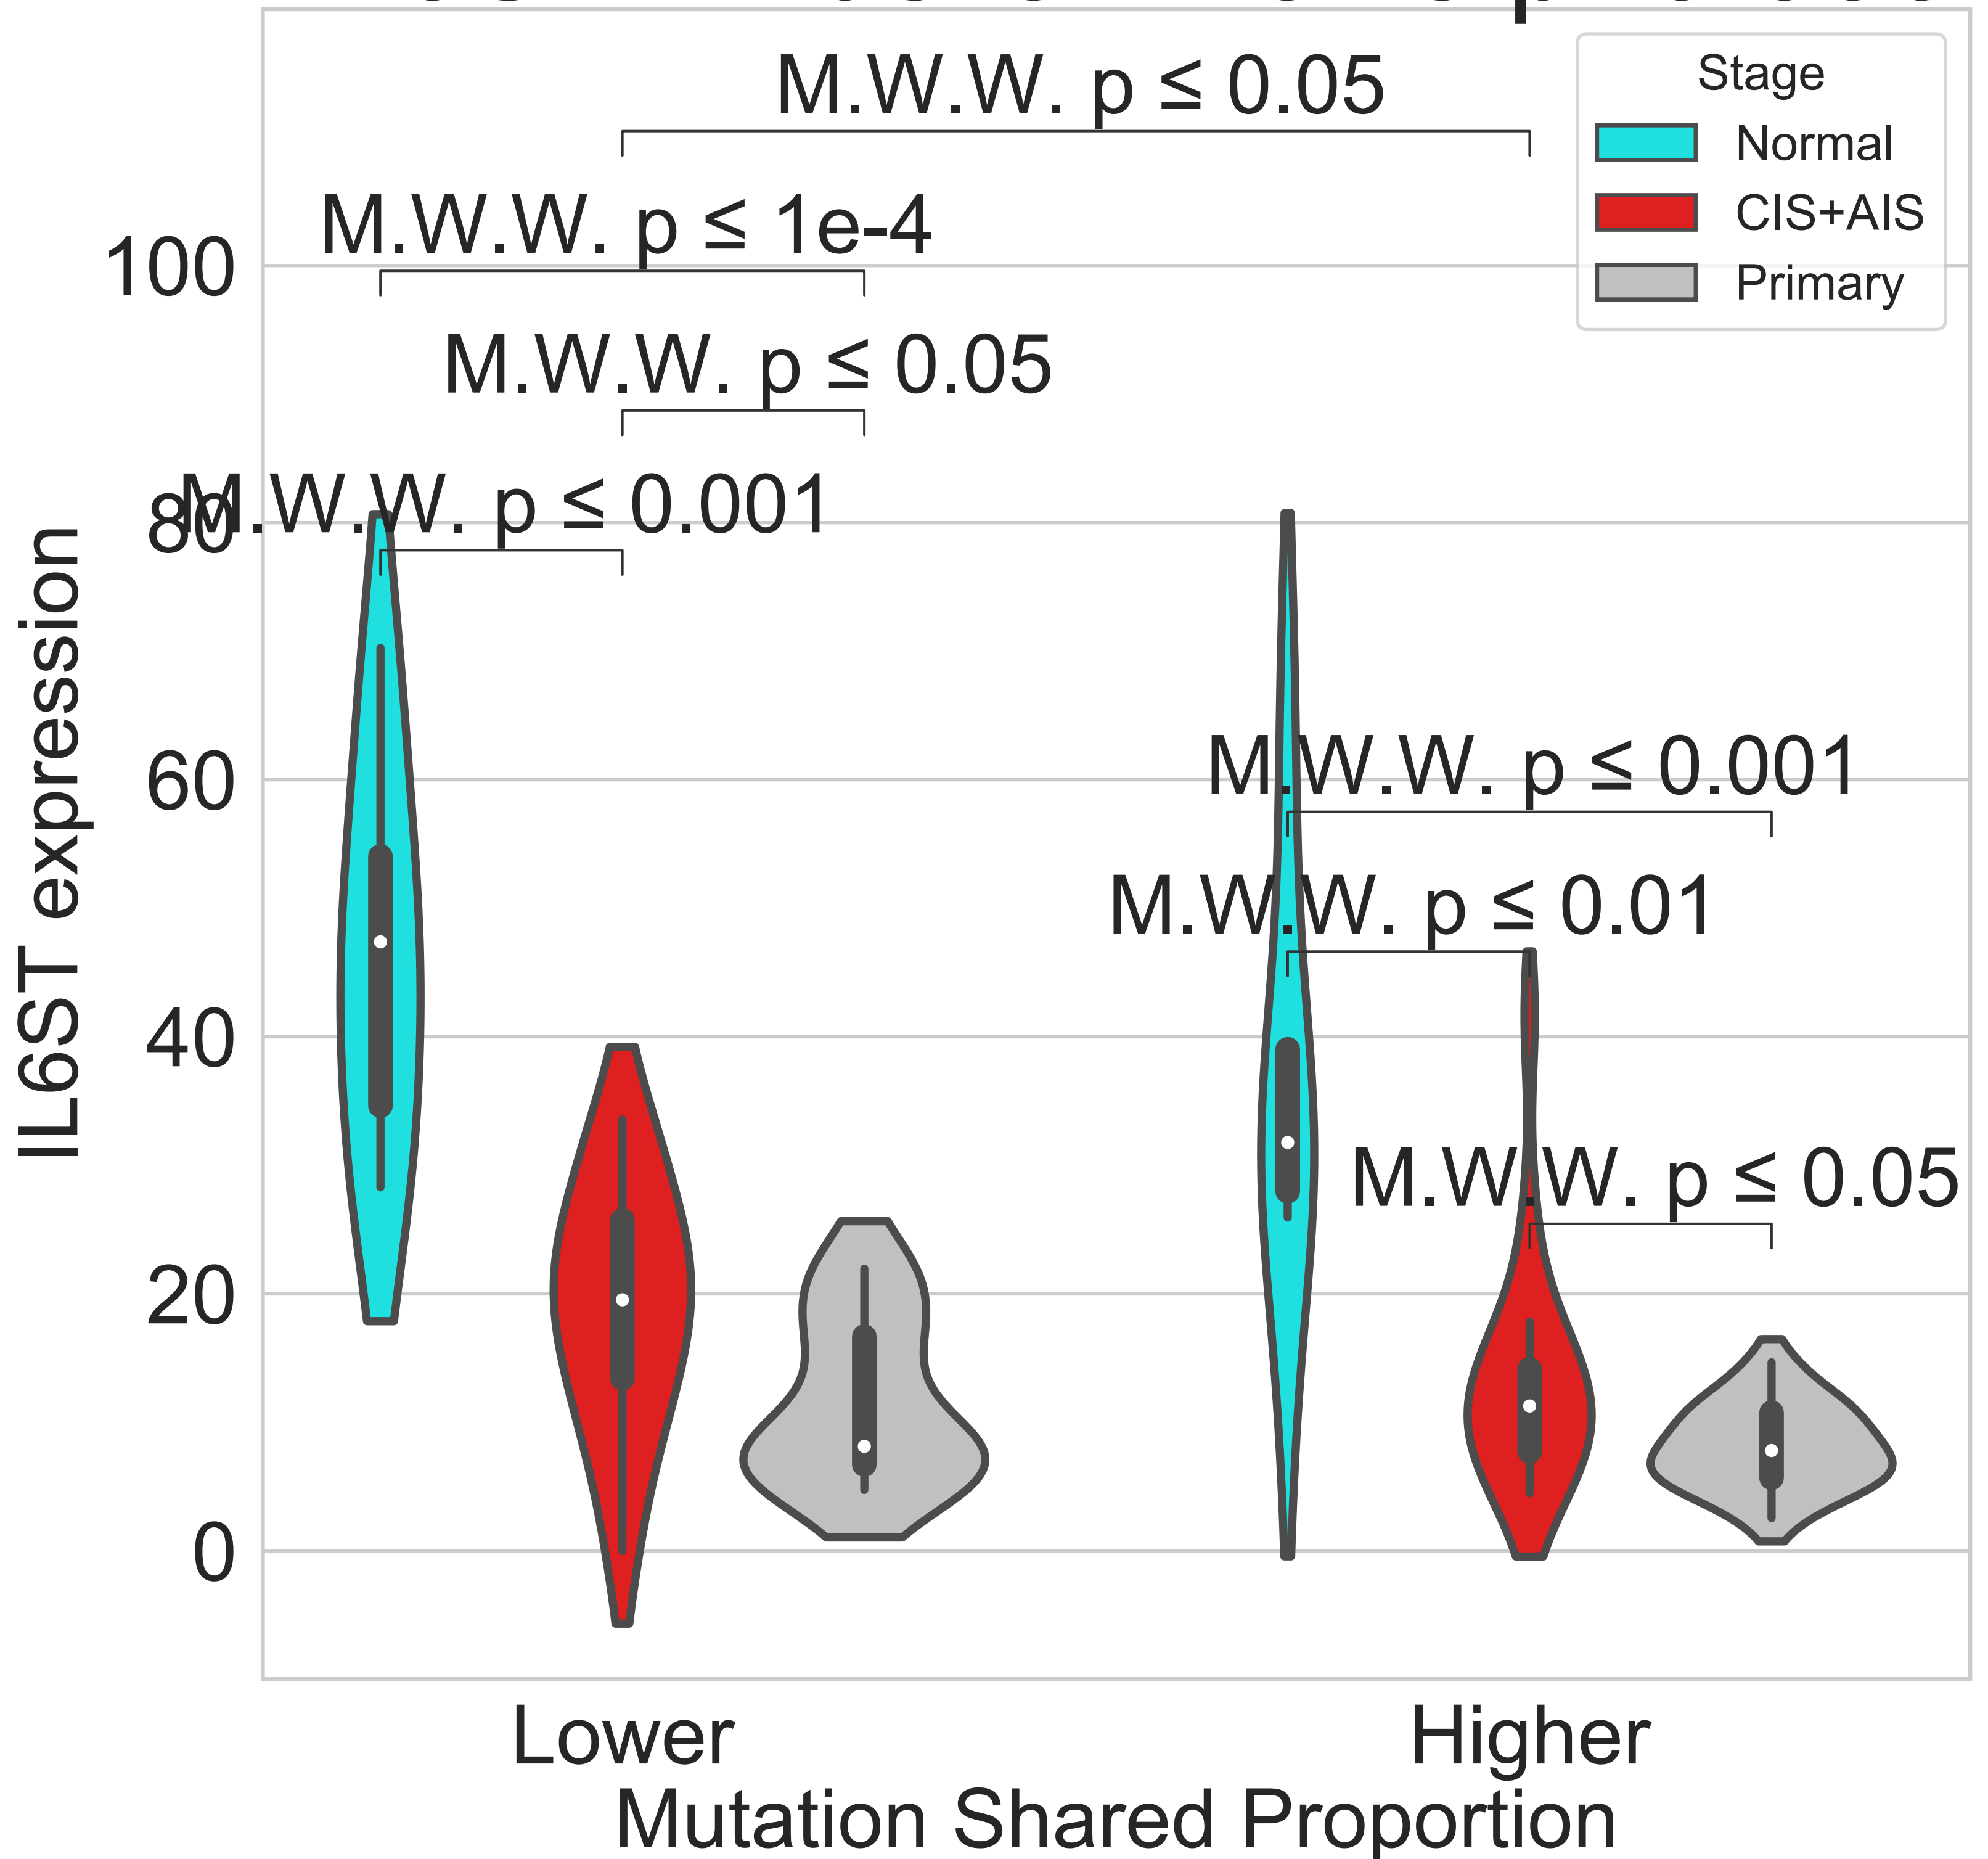 M.W.W. p ≤ 0.05
Stage
Normal
CIS+AIS
Primary
M.W.W. p ≤ 1e-4
M.W.W. p ≤ 0.05
M.W.W. p ≤ 0.001
M.W.W. p ≤ 0.001
M.W.W. p ≤ 0.01
M.W.W. p ≤ 0.05
100
80
60
40
20
0
IL6ST expression
Lower
Higher
Mutation Shared Proportion